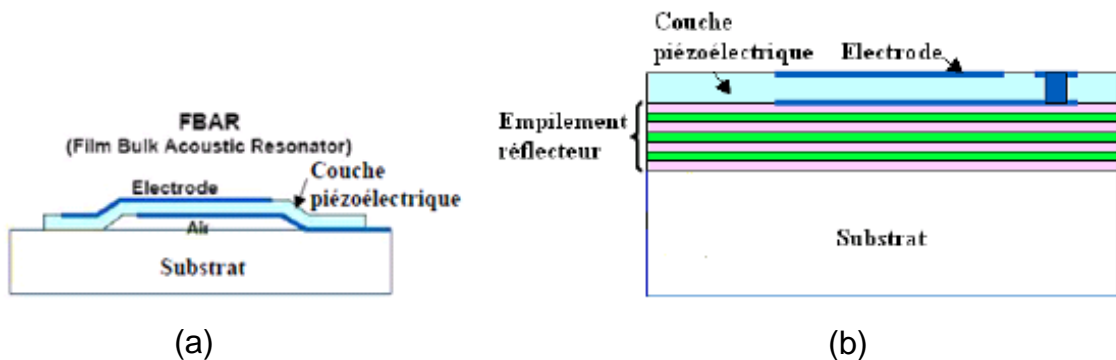 FBAR
(Film Bulk Acoustic Resonator)
Couche
piézoélectrique
Electrode
Air
Substrat
(a)
Couche
piézoélectrique
Electrode
Empilement
réflecteur
Substrat
(b)